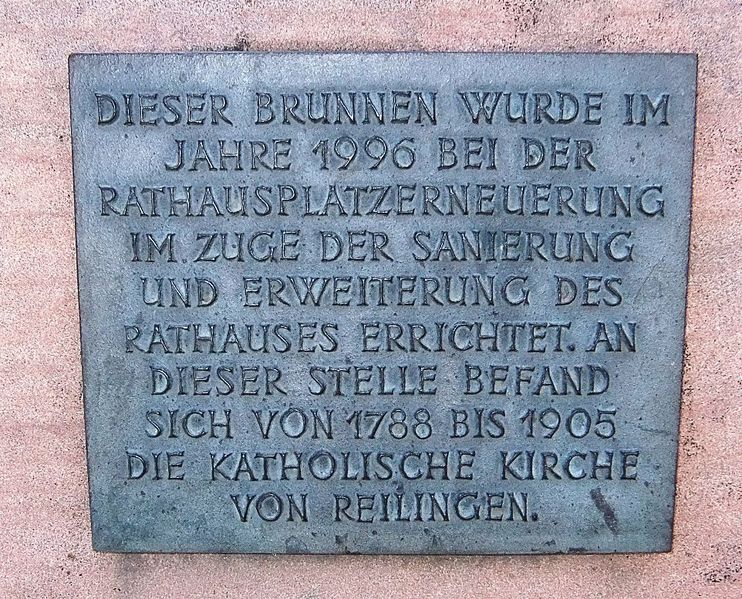 DIESER BRUNNEN WURDE IM
JAHRE 1996 BEI DER
RATHAUSPLATZERNEUERUNG
IM ZUGE DER SANIERUNG
UND ERWEITERUNG DES
RATHAUSES ERRICHTET. AN
DIESER STELLE BEFAND
SICH VON 1788 BIS 1905
DIE KATHOLISCHE KIRCHE
VON REILINGEN.